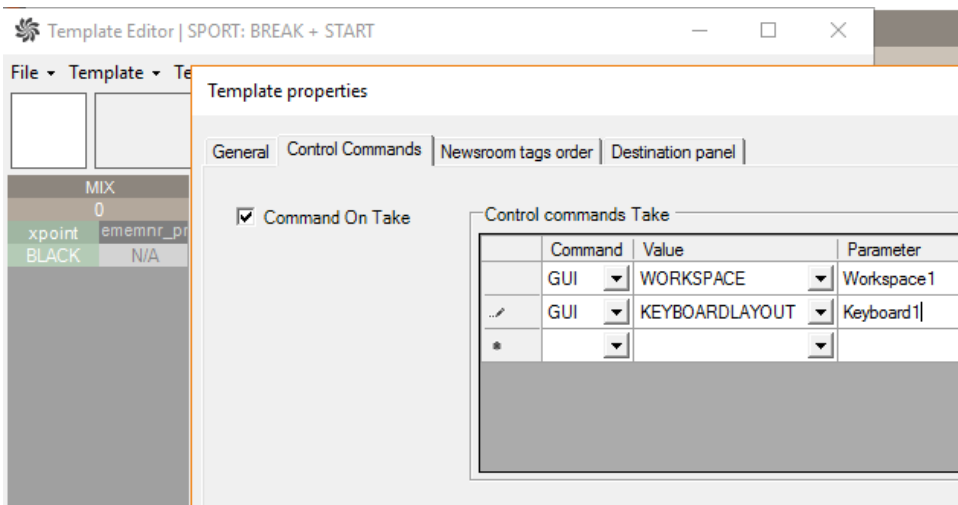 Template Editor | SPORT: BREAK + START
File Template Te
Template properties
General Control Commands Newsroom tags order Destination panel
MIX
0
xpoint ememnr_pr
BLACK N/A
Command On Take
Control commands Take
Command Value Parameter
GUI WORKSPACE Workspace1
GUI KEYBOARDLAYOUT Keyboard1